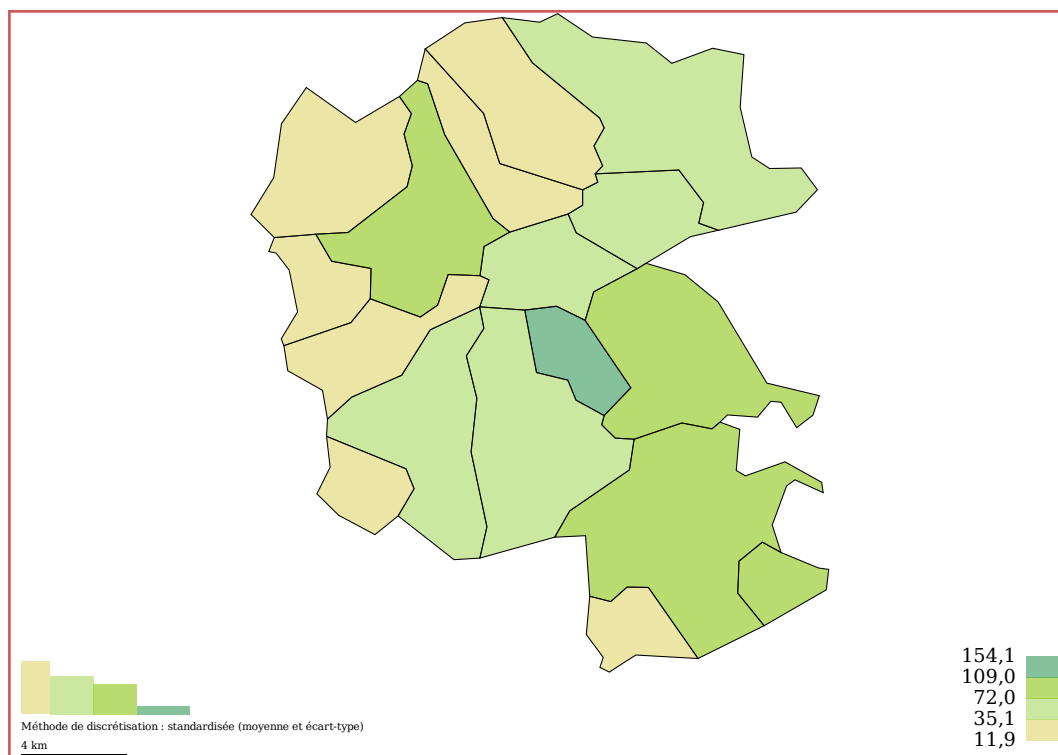 154,1
109,0
72,0
35,1
11,9
Méthode de discrétisation : standardisée (moyenne et écart-type)
4 km